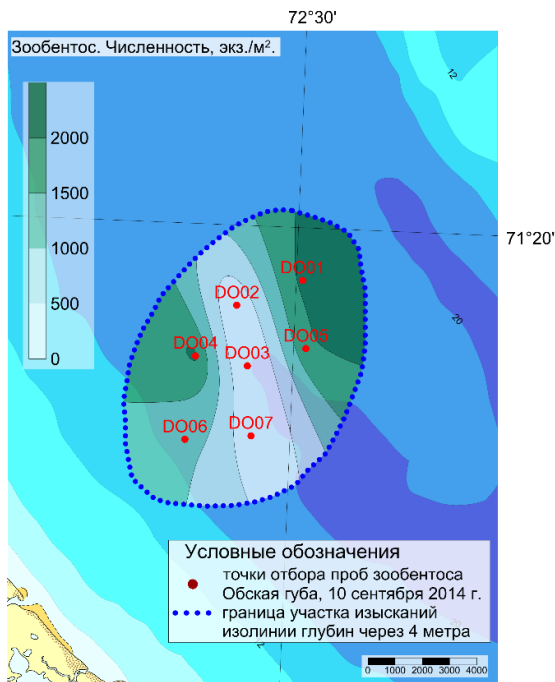 72°30'
Зообентос. Численность, экз./м².
12
2000
1500
1000
500
0
71°20'
DO01
DO02
20
DO05
DO04
DO03
DO06
DO07
20
Условные обозначения
точки отбора проб зообентоса
Обская губа, 10 сентября 2014 г.
граница участка изысканий
изолинии глубин через 4 метра
12
0 1000 2000 3000 4000